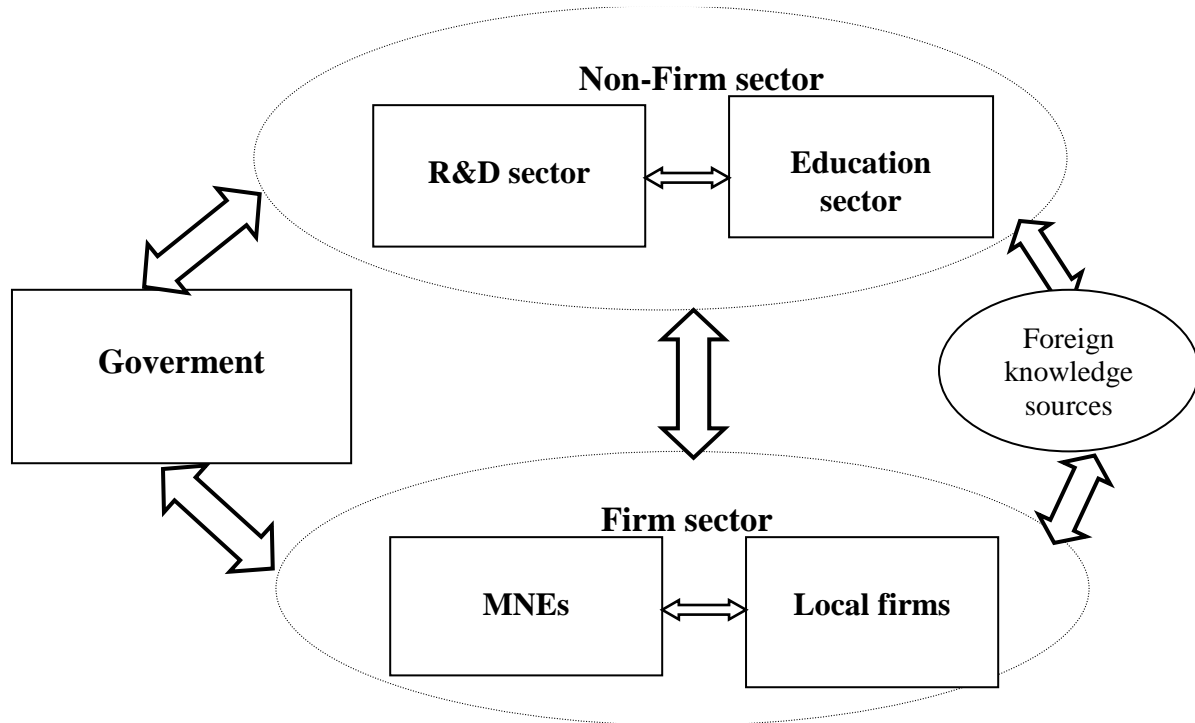 Non-Firm sector
R&D sector
Education
sector
Goverment
Foreign
knowledge
sources
Firm sector
MNEs
Local firms